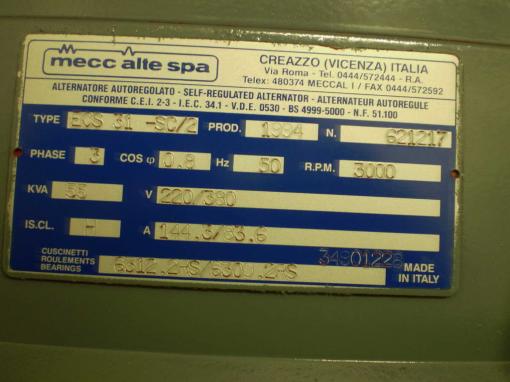 mecc alte spa
CREAZZO (VICENZA) ITALIA
Via Roma - Tel. 0444/572444 - R.A.
Telex: 480374 MECCAL I / FAX 0444/572592
ALTERNATORE AUTOREGOLATO - SELF-REGULATED ALTERNATOR - ALTERNATEUR AUTOREGULE
CONFORME C.E.I. 2-3 - I.E.C. 34.1 - V.D.E. 0530 - BS 4999-5000 - N.F. 51.100
TYPE ECS 31 -SC/2 PROD. 1994 N. 621217
PHASE 3 COS φ 0.8 Hz 50 R.P.M. 3000
KVA 55 V 220/380
IS.CL. H A 144.3/83.6
34901228
CUSCINETTI
ROULEMENTS
BEARINGS
6312.2RS/6300.2RS
MADE
IN ITALY